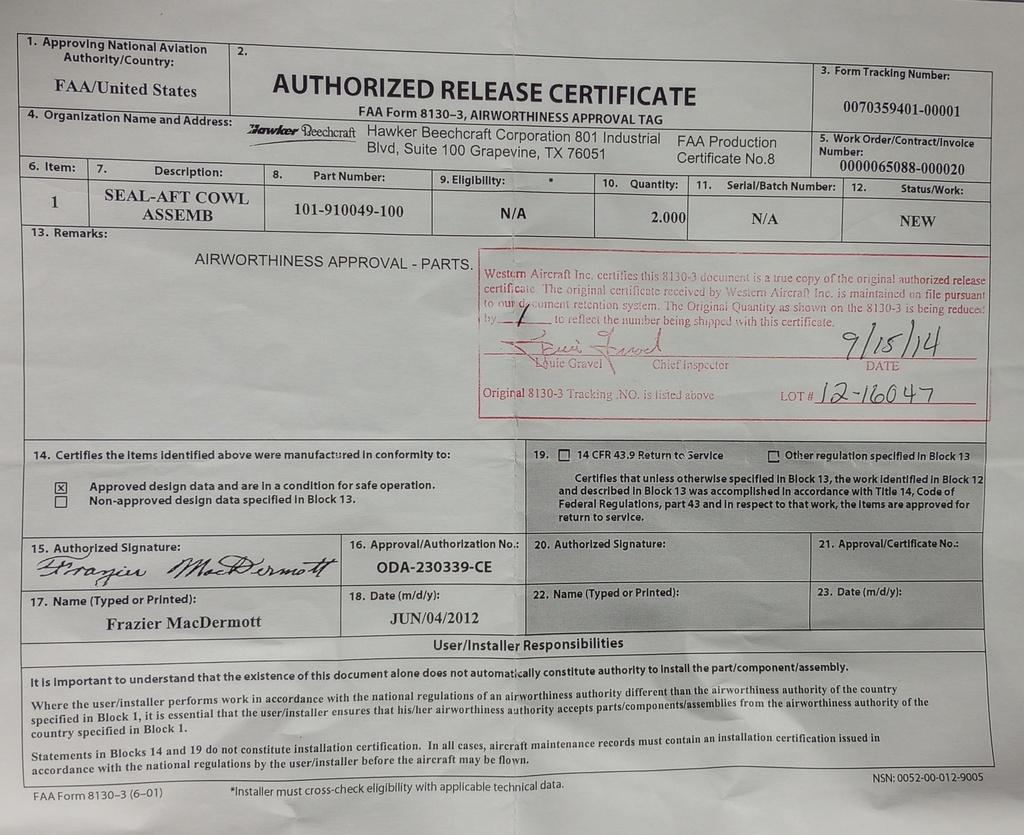 1. Approving National Aviation Authority/Country:
FAA/United States
2.
AUTHORIZED RELEASE CERTIFICATE
FAA Form 8130–3, AIRWORTHINESS APPROVAL TAG
3. Form Tracking Number:
0070359401-00001
4. Organization Name and Address:
Hawker Beechcraft
Hawker Beechcraft Corporation 801 Industrial
Blvd, Suite 100 Grapevine, TX 76051
FAA Production
Certificate No.8
5. Work Order/Contract/Invoice
Number:
0000065088-000020
6. Item:
1
7. Description:
SEAL-AFT COWL
ASSEMB
8. Part Number:
101-910049-100
9. Eligibility: *
N/A
10. Quantity:
2.000
11. Serial/Batch Number:
N/A
12. Status/Work:
NEW
13. Remarks:
AIRWORTHINESS APPROVAL - PARTS.
Western Aircraft Inc. certifies this 8130-3 document is a true copy of the original authorized release
certificate. The original certificate received by Western Aircraft Inc. is maintained on file pursuant
to our document retention system. The Original Quantity as shown on the 8130-3 is being reduced
by 1 to reflect the number being shipped with this certificate.
Louie Gravel
9/15/14
Louie Gravel Chief Inspector DATE
Original 8130-3 Tracking .NO. is listed above LOT # 12-16047
14. Certifies the items identified above were manufactured in conformity to:
Approved design data and are in a condition for safe operation.
Non-approved design data specified in Block 13.
19. 14 CFR 43.9 Return to Service Other regulation specified in Block 13
Certifies that unless otherwise specified in Block 13, the work identified in Block 12
and described in Block 13 was accomplished in accordance with Title 14, Code of
Federal Regulations, part 43 and in respect to that work, the items are approved for
return to service.
15. Authorized Signature:
Frazier MacDermott
16. Approval/Authorization No.:
ODA-230339-CE
20. Authorized Signature:
21. Approval/Certificate No.:
17. Name (Typed or Printed):
Frazier MacDermott
18. Date (m/d/y):
JUN/04/2012
22. Name (Typed or Printed):
23. Date (m/d/y):
User/Installer Responsibilities
It is important to understand that the existence of this document alone does not automatically constitute authority to install the part/component/assembly.
Where the user/installer performs work in accordance with the national regulations of an airworthiness authority different than the airworthiness authority of the country
specified in Block 1, it is essential that the user/installer ensures that his/her airworthiness authority accepts parts/components/assemblies from the airworthiness authority of the
country specified in Block 1.
Statements in Blocks 14 and 19 do not constitute installation certification. In all cases, aircraft maintenance records must contain an installation certification issued in
accordance with the national regulations by the user/installer before the aircraft may be flown.
FAA Form 8130–3 (6–01)
*Installer must cross-check eligibility with applicable technical data.
NSN: 0052-00-012-9005